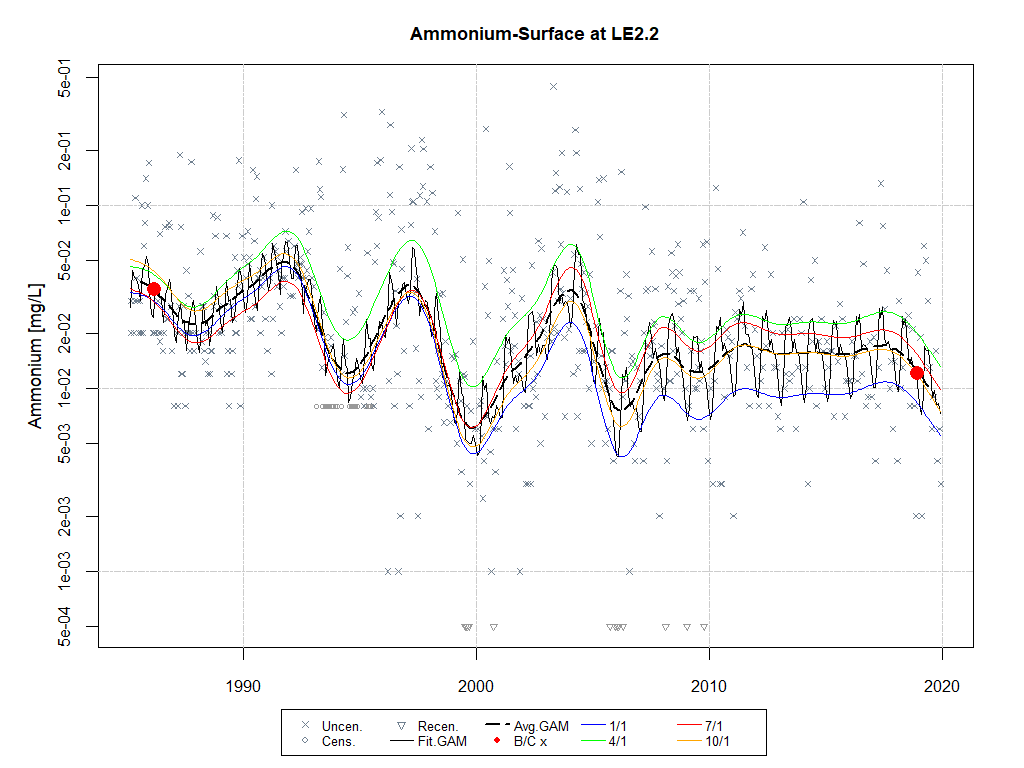 Ammonium-Surface at LE2.2
Ammonium [mg/L]
5e-01
2e-01
1e-01
5e-02
2e-02
1e-02
5e-03
2e-03
1e-03
5e-04
1990 2000 2010 2020
Uncen. Recen. Avg.GAM 1/1 7/1
Cens. Fit.GAM B/C x 4/1 10/1